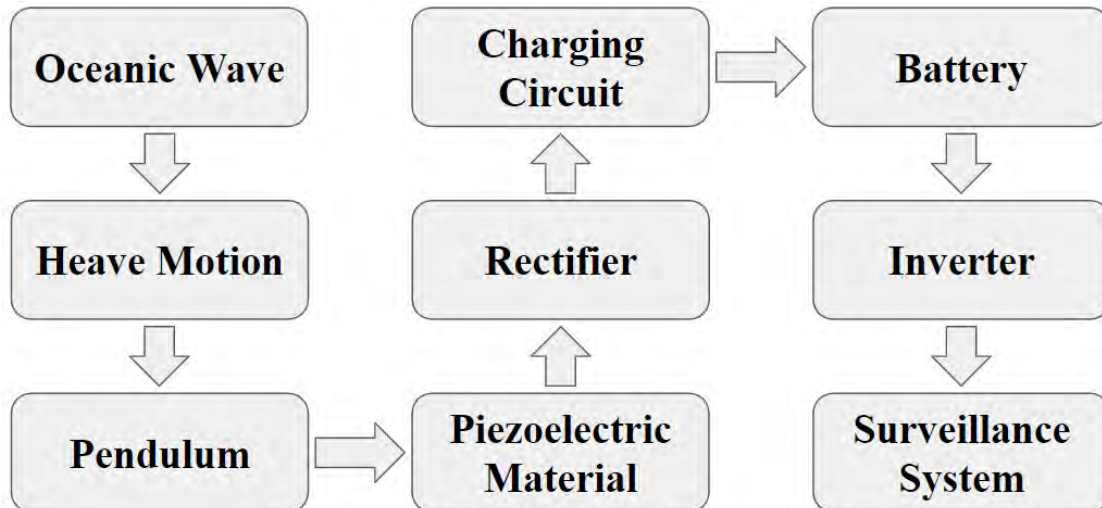 Oceanic Wave
Heave Motion
Pendulum
Piezoelectric
Material
Rectifier
Charging
Circuit
Battery
Inverter
Surveillance
System